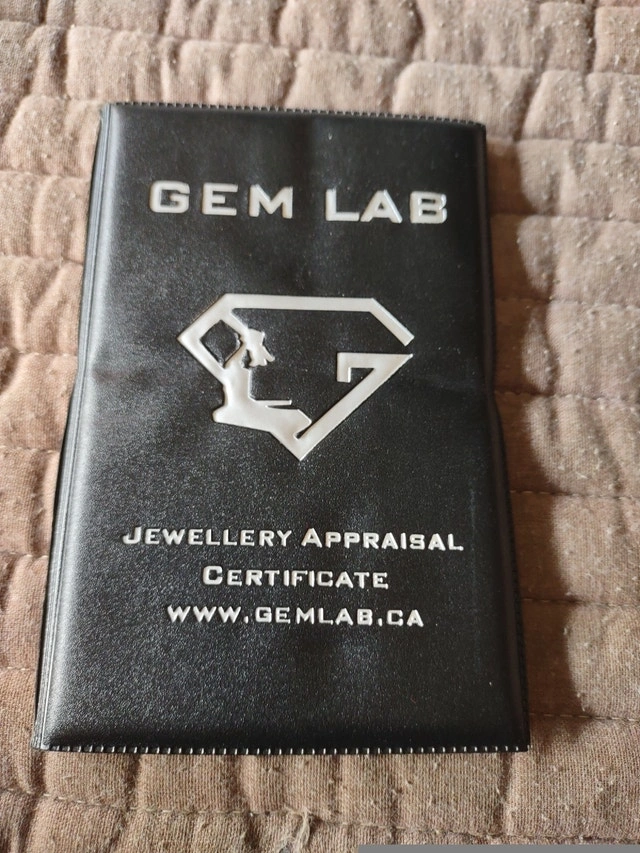 GEM LAB
JEWELLERY APPRAISAL
CERTIFICATE
WWW.GEMLAB.CA